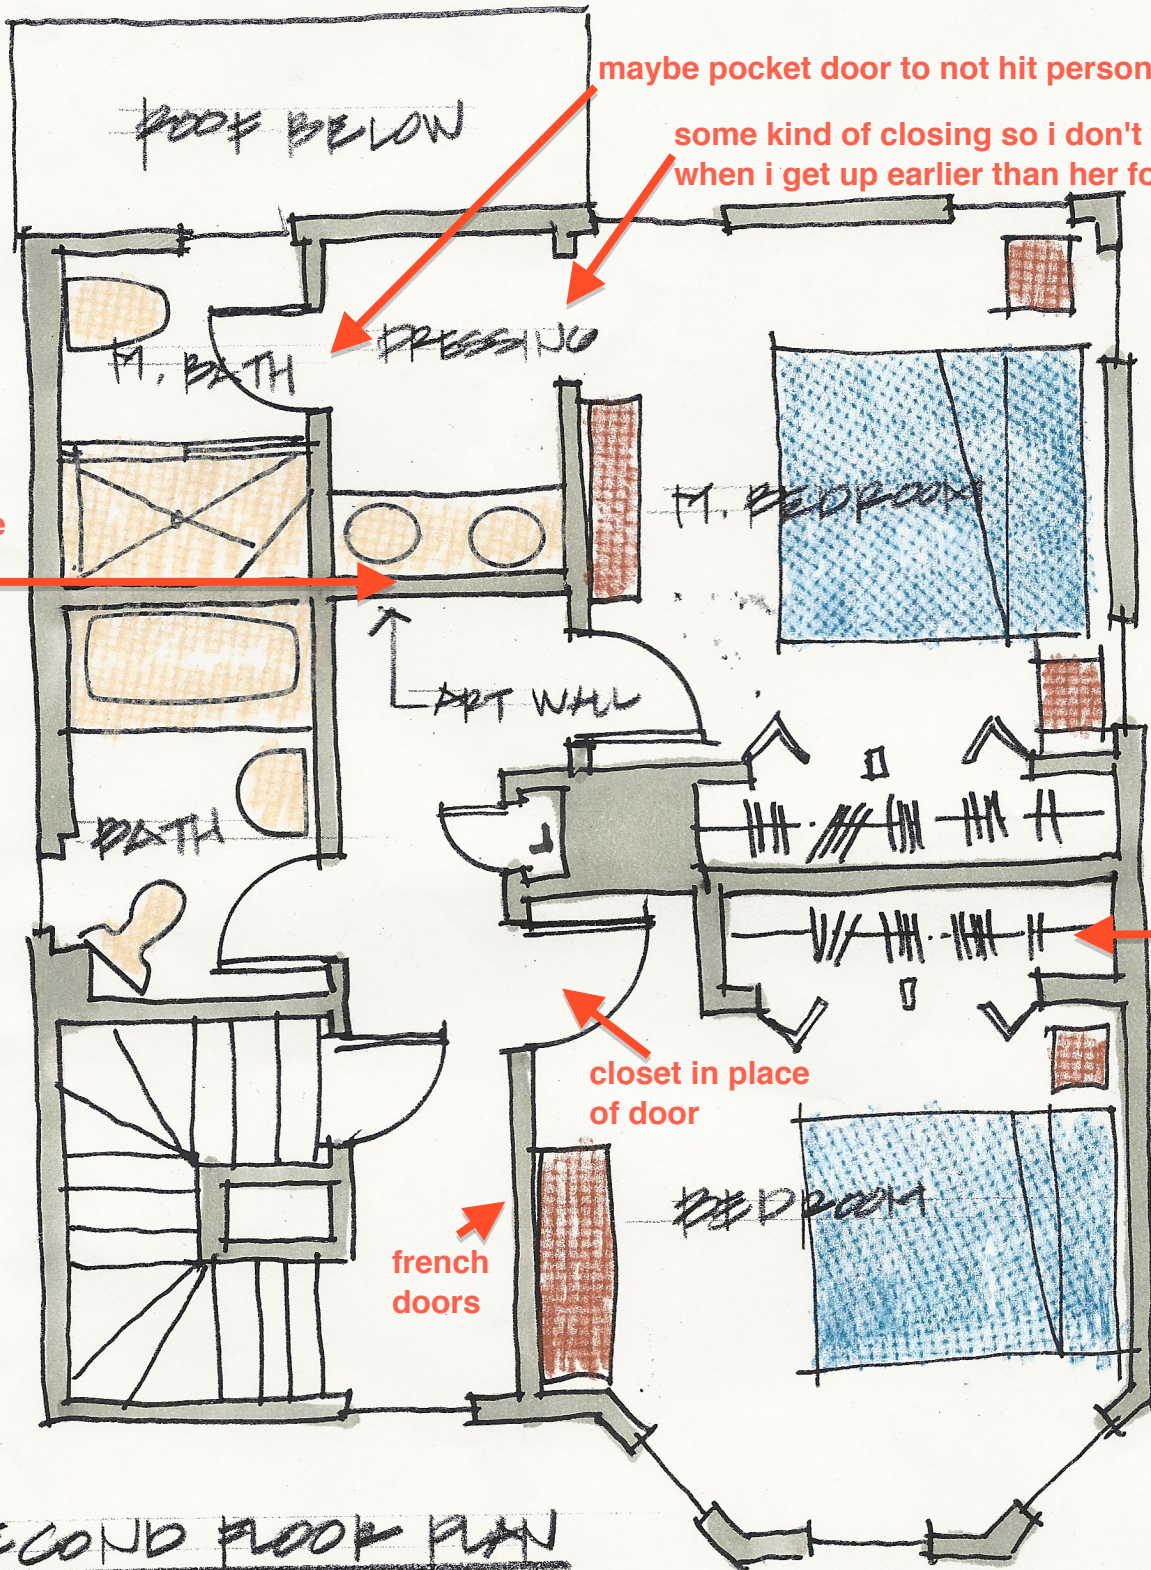 maybe pocket door to not hit person
ROOF BELOW
some kind of closing so i don't
when i get up earlier than her fo
DRESSING
M. BATH
M. BEDROOM
e
ART WALL
BATH
closet in place
of door
BEDROOM
french
doors
ECOND FLOOR PLAN